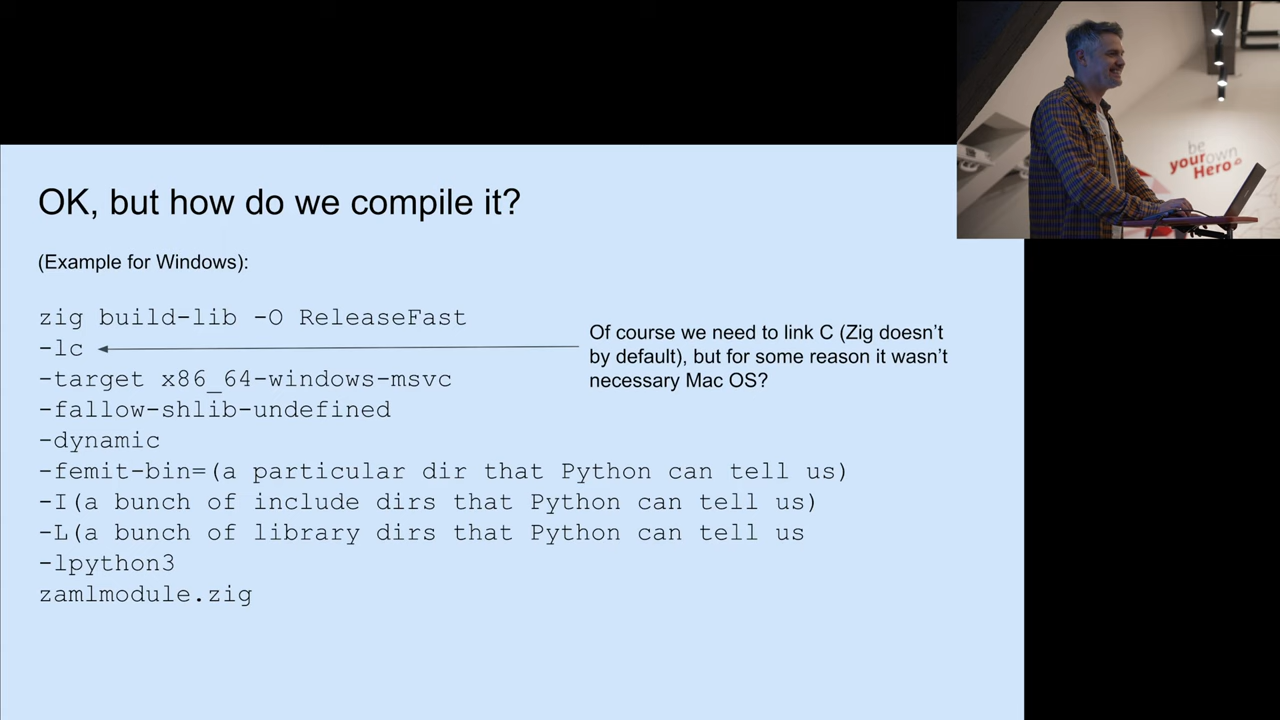 OK, but how do we compile it?
(Example for Windows):
zig build-lib -O ReleaseFast
-lc
-target x86_64-windows-msvc
-fallow-shlib-undefined
-dynamic
-femit-bin=(a particular dir that Python can tell us)
-I(a bunch of include dirs that Python can tell us)
-L(a bunch of library dirs that Python can tell us
-lpython3
zamlmodule.zig
Of course we need to link C (Zig doesn't
by default), but for some reason it wasn't
necessary Mac OS?
be
your own
Hero